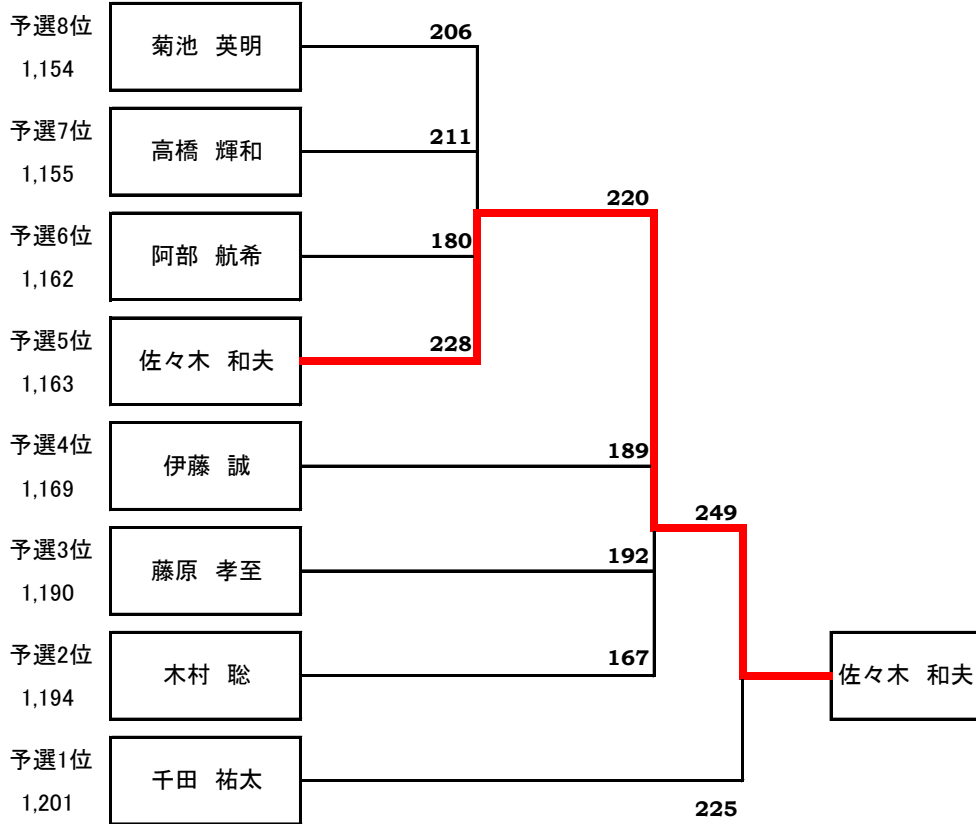 予選8位
1,154
菊池 英明
206
予選7位
1,155
高橋 輝和
211
220
予選6位
1,162
阿部 航希
180
予選5位
1,163
佐々木 和夫
228
予選4位
1,169
伊藤 誠
189
249
予選3位
1,190
藤原 孝至
192
予選2位
1,194
木村 聡
167
佐々木 和夫
予選1位
1,201
千田 祐太
225